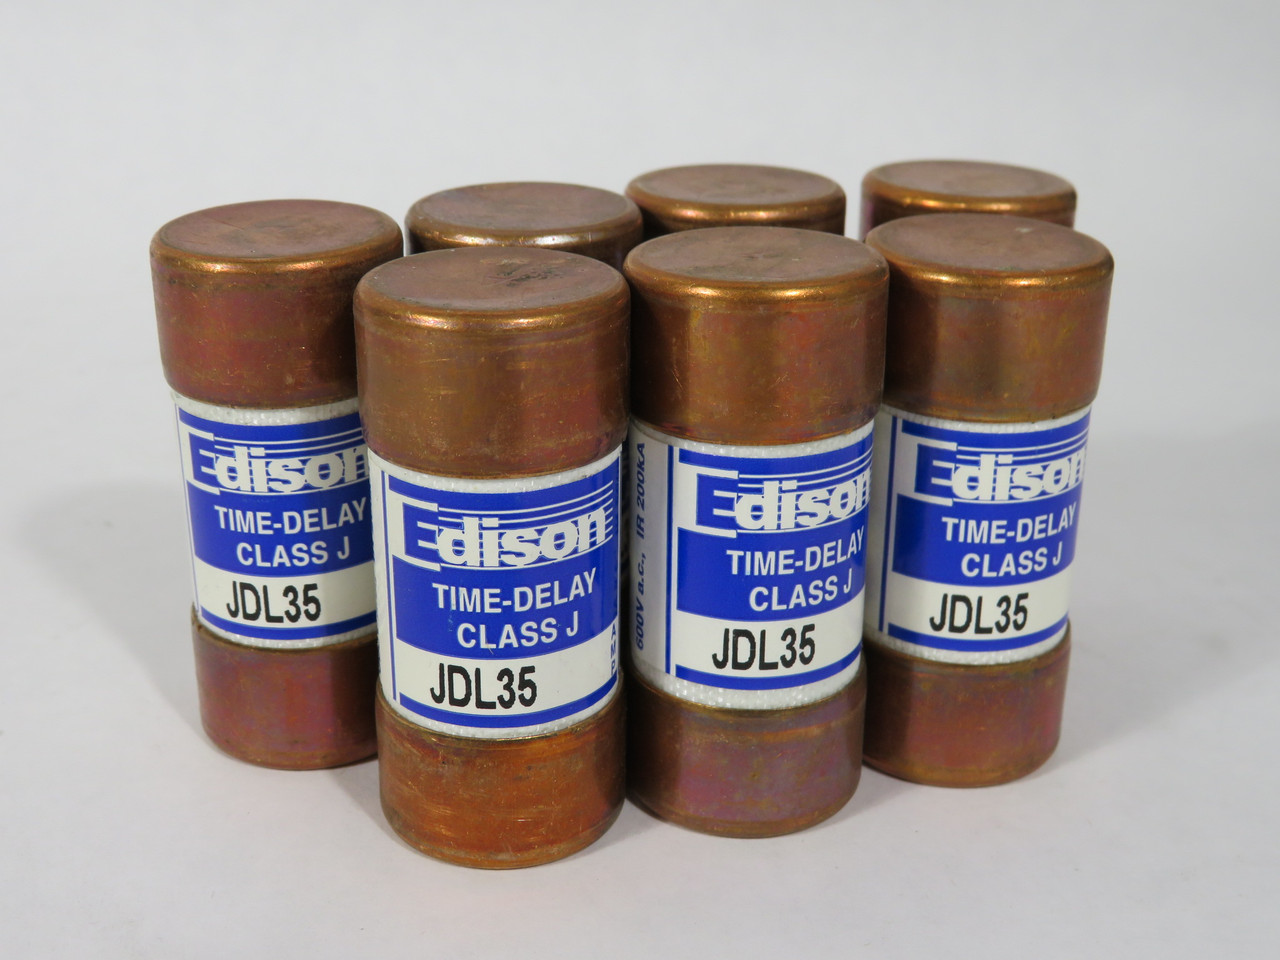 Edison
TIME-DELAY
CLASS J
JDL35
Edison
TIME-DELAY
CLASS J
JDL35
600V a.c., IR 200kA
Edison
TIME-DELAY
CLASS J
JDL35
Edison
TIME-DELAY
CLASS J
JDL35